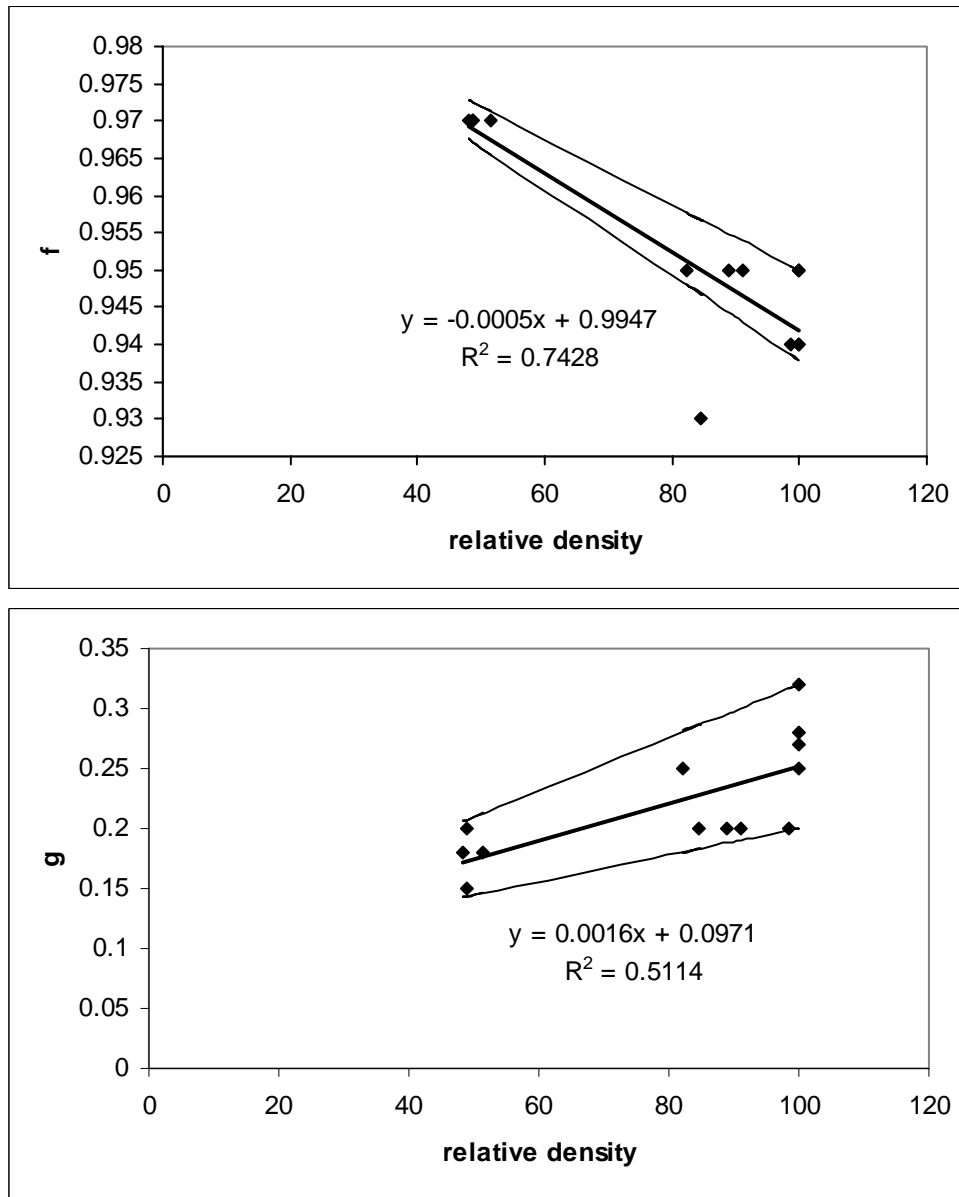 0.98
0.975
0.97
0.965
0.96
0.955
0.95
0.945
0.94
0.935
0.93
0.925
f
y = -0.0005x + 0.9947
R² = 0.7428
0 20 40 60 80 100 120
relative density
0.35
0.3
0.25
0.2
0.15
0.1
0.05
0
g
y = 0.0016x + 0.0971
R² = 0.5114
0 20 40 60 80 100 120
relative density